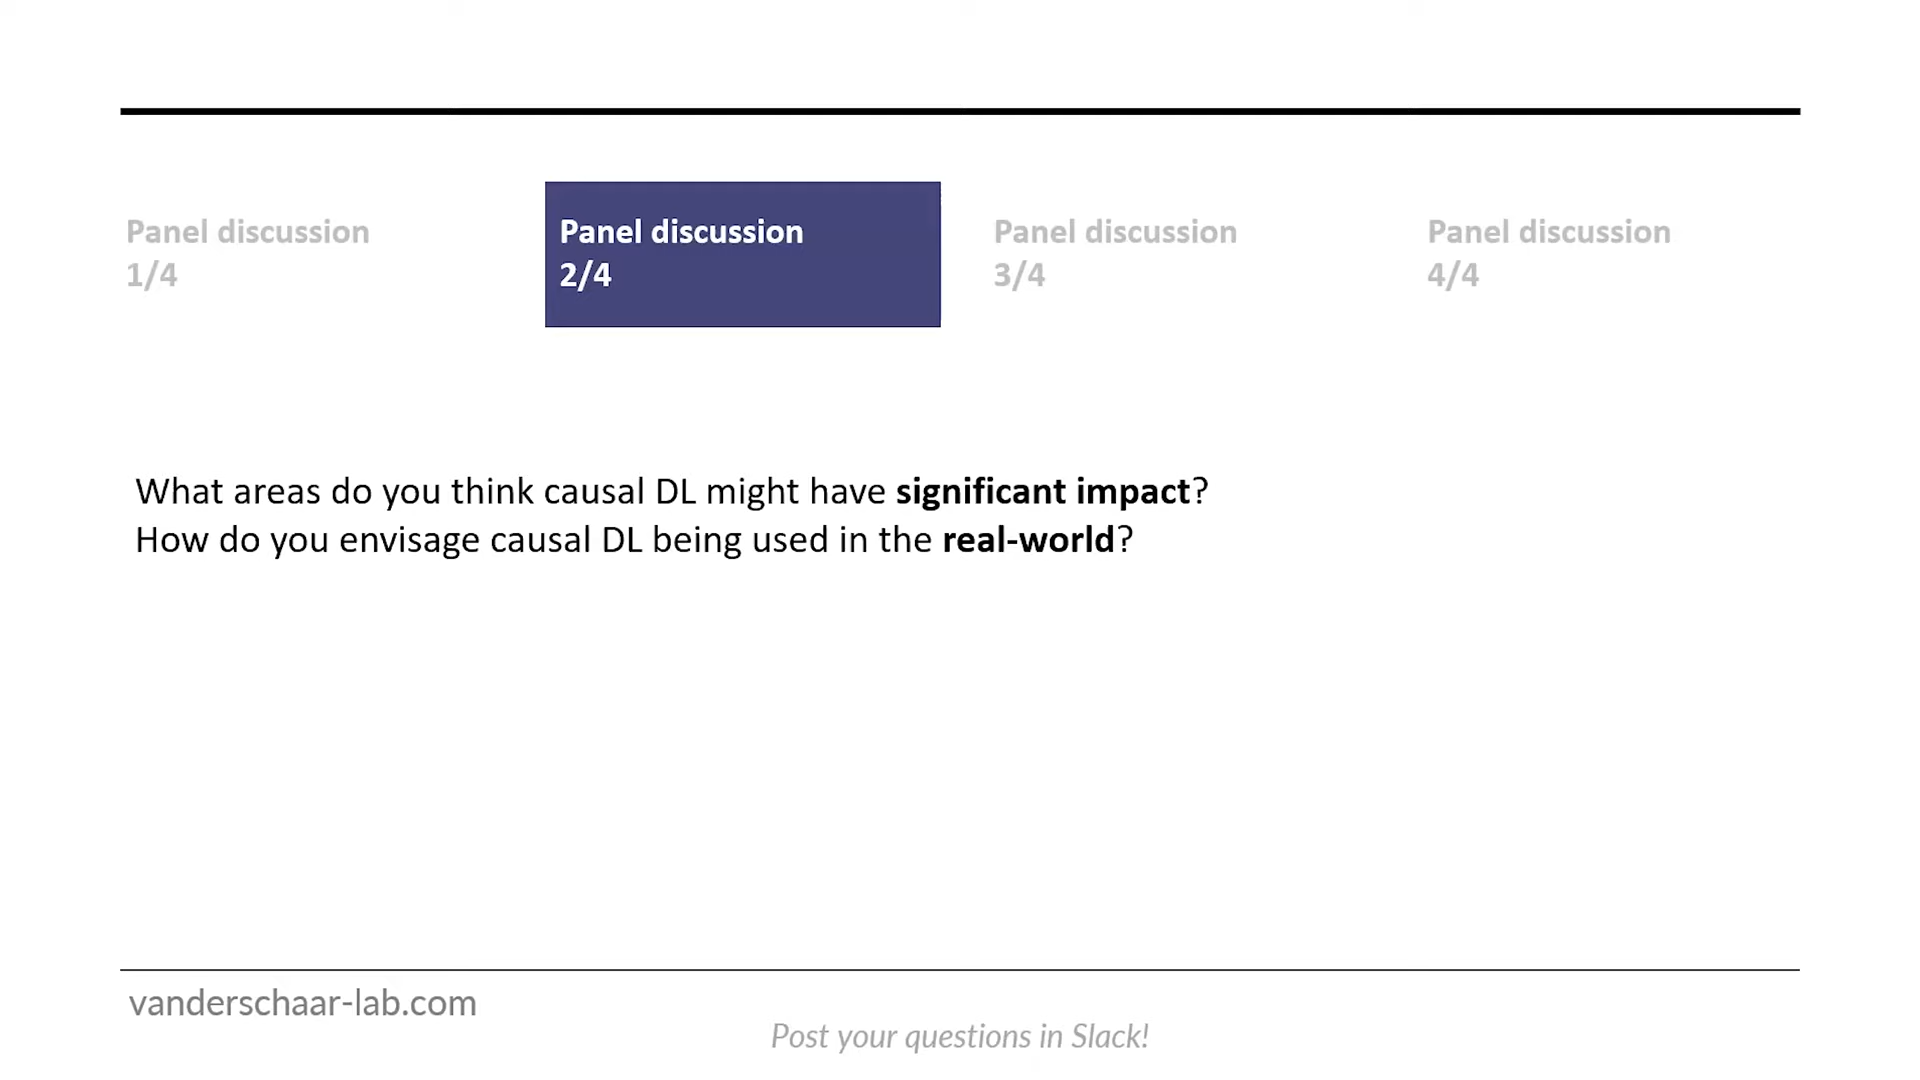 Panel discussion
1/4
Panel discussion
2/4
Panel discussion
3/4
Panel discussion
4/4
What areas do you think causal DL might have significant impact?
How do you envisage causal DL being used in the real-world?
vanderschaar-lab.com
Post your questions in Slack!